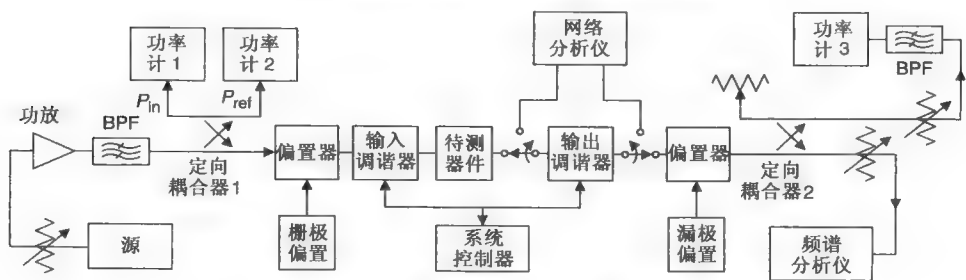 功率
计 1
功率
计 2
网络
分析仪
功率
计 3
BPF
Pin
Pref
功放
BPF
定向
耦合器1
偏置器
输入
调谐器
待测
器件
输出
调谐器
偏置器
定向
耦合器2
源
栅极
偏置
系统
控制器
漏极
偏置
频谱
分析仪